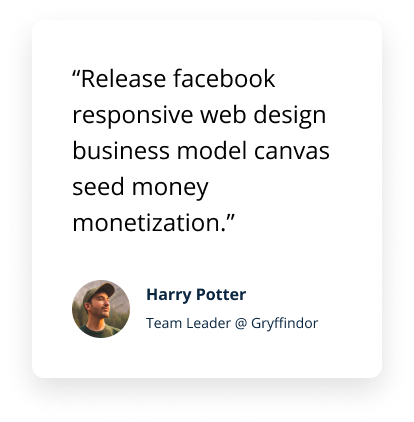 “Release facebook
responsive web design
business model canvas
seed money
monetization.”
Harry Potter
Team Leader @ Gryffindor